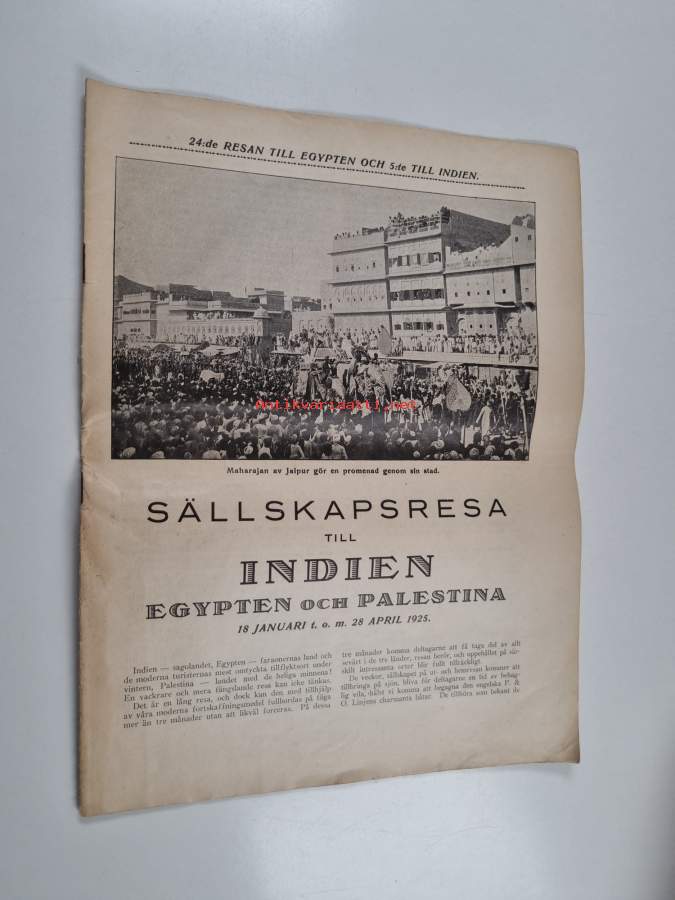 24:de RESAN TILL EGYPTEN OCH 5:te TILL INDIEN.
Antikvariaatti.net
Maharajan av Jaipur gör en promenad genom sin stad.
SÄLLSKAPSRESA
TILL
INDIEN
EGYPTEN OCH PALESTINA
18 JANUARI t. o. m. 28 APRIL 1925.
Indien — sagolandet, Egypten — faraonernas land och
de moderna turisternas mest omtyckta tillflyktsort under
vintern, Palestina — landet med de heliga minnena!
En vackrare och mera fängslande resa kan icke tänkas.
Det är en lång resa, och dock kan den med tillhjälp
av våra moderna fortskaffningsmedel fullbordas på föga
mer än tre månader utan att likväl forceras. På dessa
tre månader komma deltagarne att få taga del av allt
sevärt i de tre länder, resan berör, och uppehållet på sär-
skilt intressanta orter blir fullt tillräckligt.
De veckor, sällskapet på ut- och hemresan kommer att
tillbringa på sjön, bliva för deltagarne en tid av behag-
lig vila, thibit vi komma att begagna den engelska P. &
O. Linjens charmanta båtar. De tillhöra som bekant de